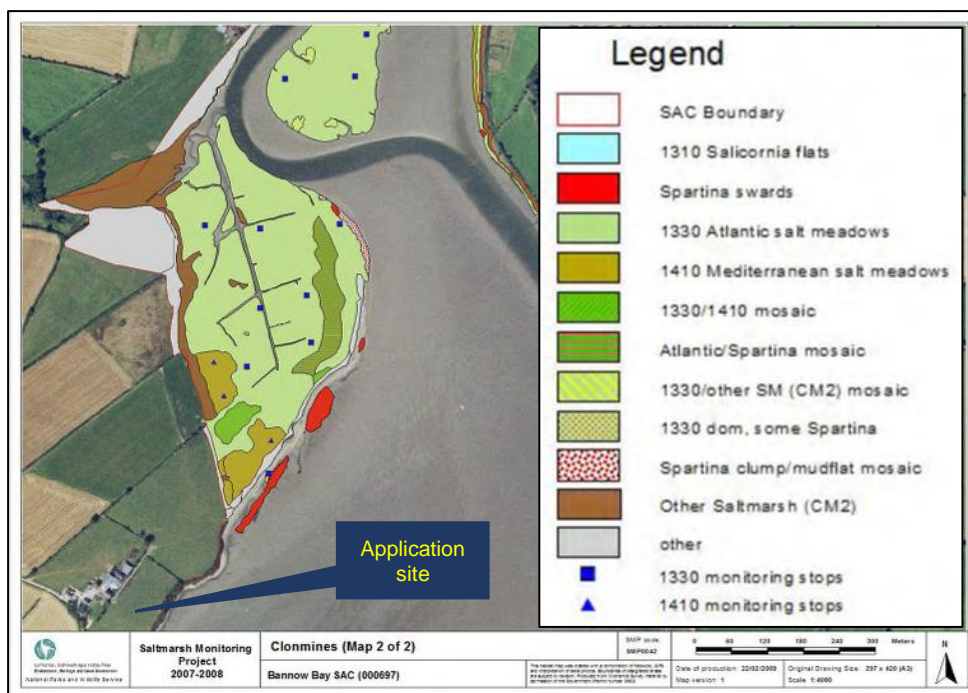 Legend
SAC Boundary
1310 Salicornia flats
Spartina swards
1330 Atlantic salt meadows
1410 Mediterranean salt meadows
1330/1410 mosaic
Atlantic/Spartina mosaic
1330/other SM (CM2) mosaic
1330 dom, some Spartina
Spartina clump/mudflat mosaic
Other Saltmarsh (CM2)
other
1330 monitoring stops
1410 monitoring stops
Application
site
National Parks and Wildlife Service
Saltmarsh Monitoring
Project
2007-2008
Clonmines (Map 2 of 2)
Bannow Bay SAC (000697)
SMP code
SMP0042
0 60 120 180 240 300 Meters
Date of production: 22/02/2009
Original Drawing Size: 297 x 420 (A3)
Map version: 1
Scale: 1:4000
N